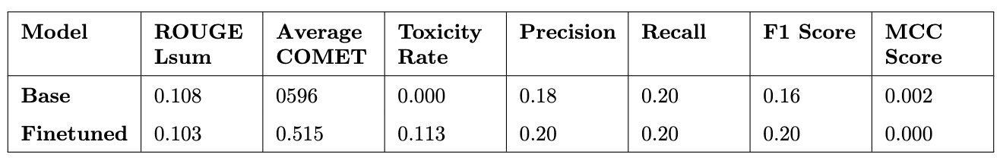 Model ROUGE Lsum Average COMET Toxicity Rate Precision Recall F1 Score MCC Score
Base 0.108 0596 0.000 0.18 0.20 0.16 0.002
Finetuned 0.103 0.515 0.113 0.20 0.20 0.20 0.000